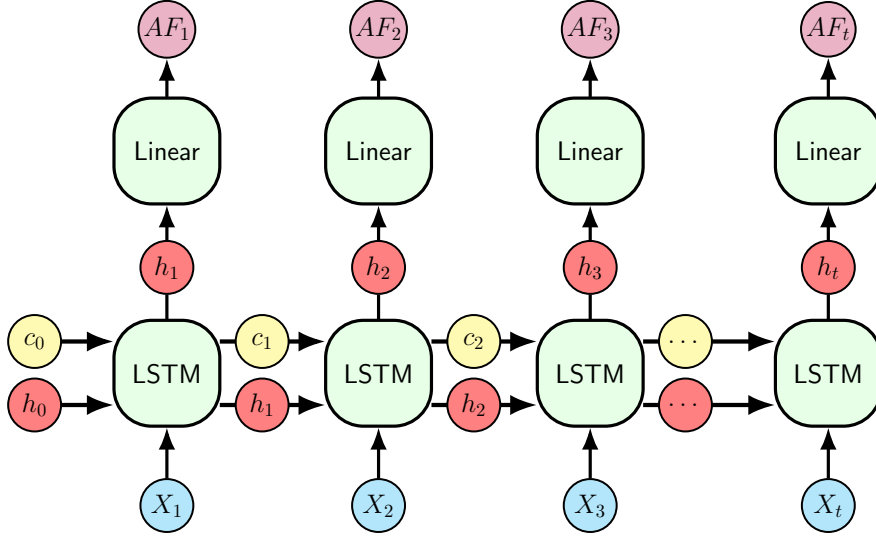 AF₁ AF₂ AF₃ AFₜ
Linear Linear Linear Linear
h₁ h₂ h₃ hₜ
c₀ c₁ c₂ ...
LSTM LSTM LSTM LSTM
h₀ h₁ h₂ ...
X₁ X₂ X₃ Xₜ